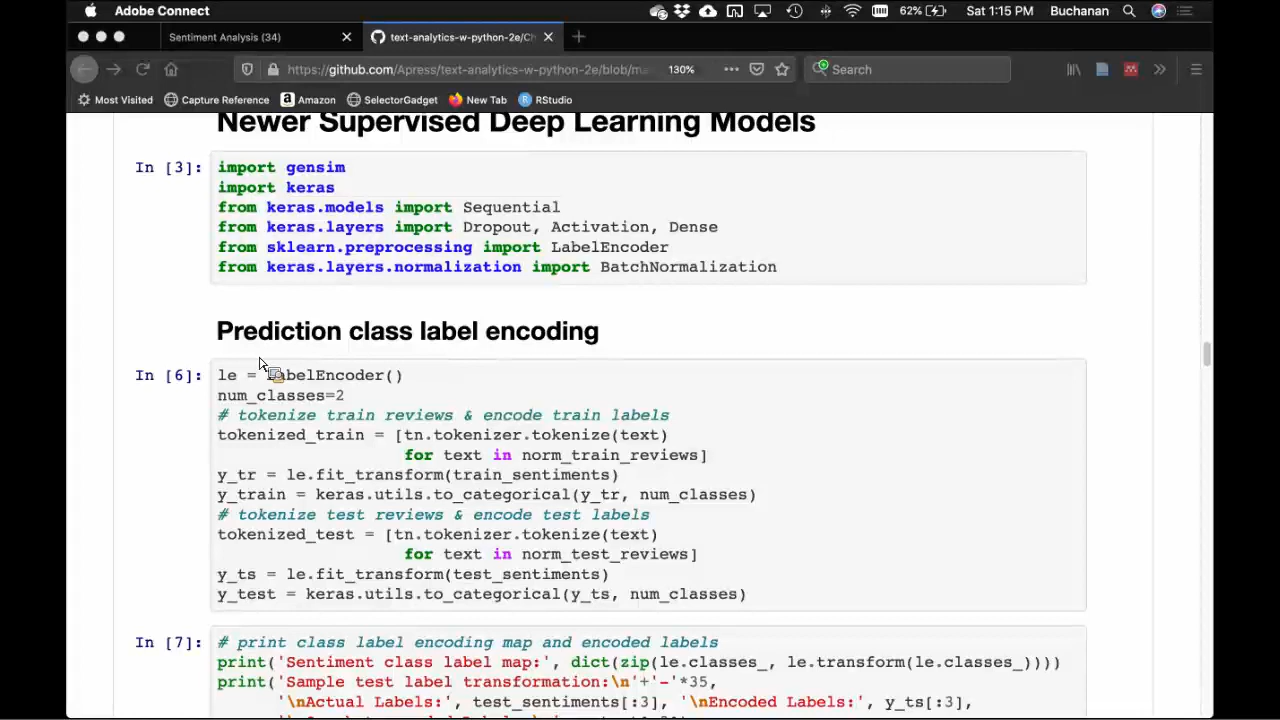 Adobe Connect
62%
Sat 1:15 PM
Buchanan
Sentiment Analysis (34)
text-analytics-w-python-2e/Ch
https://github.com/Apress/text-analytics-w-python-2e/blob/ma
130%
Search
Most Visited
Capture Reference
Amazon
SelectorGadget
New Tab
RStudio
Newer Supervised Deep Learning Models
In [3]:
import gensim
import keras
from keras.models import Sequential
from keras.layers import Dropout, Activation, Dense
from sklearn.preprocessing import LabelEncoder
from keras.layers.normalization import BatchNormalization
Prediction class label encoding
In [6]:
le = LabelEncoder()
num_classes=2
# tokenize train reviews & encode train labels
tokenized_train = [tn.tokenizer.tokenize(text)
for text in norm_train_reviews]
y_tr = le.fit_transform(train_sentiments)
y_train = keras.utils.to_categorical(y_tr, num_classes)
# tokenize test reviews & encode test labels
tokenized_test = [tn.tokenizer.tokenize(text)
for text in norm_test_reviews]
y_ts = le.fit_transform(test_sentiments)
y_test = keras.utils.to_categorical(y_ts, num_classes)
In [7]:
# print class label encoding map and encoded labels
print('Sentiment class label map:', dict(zip(le.classes_, le.transform(le.classes_))))
print('Sample test label transformation:\n'+'-'*35,
'\nActual Labels:', test_sentiments[:3], '\nEncoded Labels:', y_ts[:3],